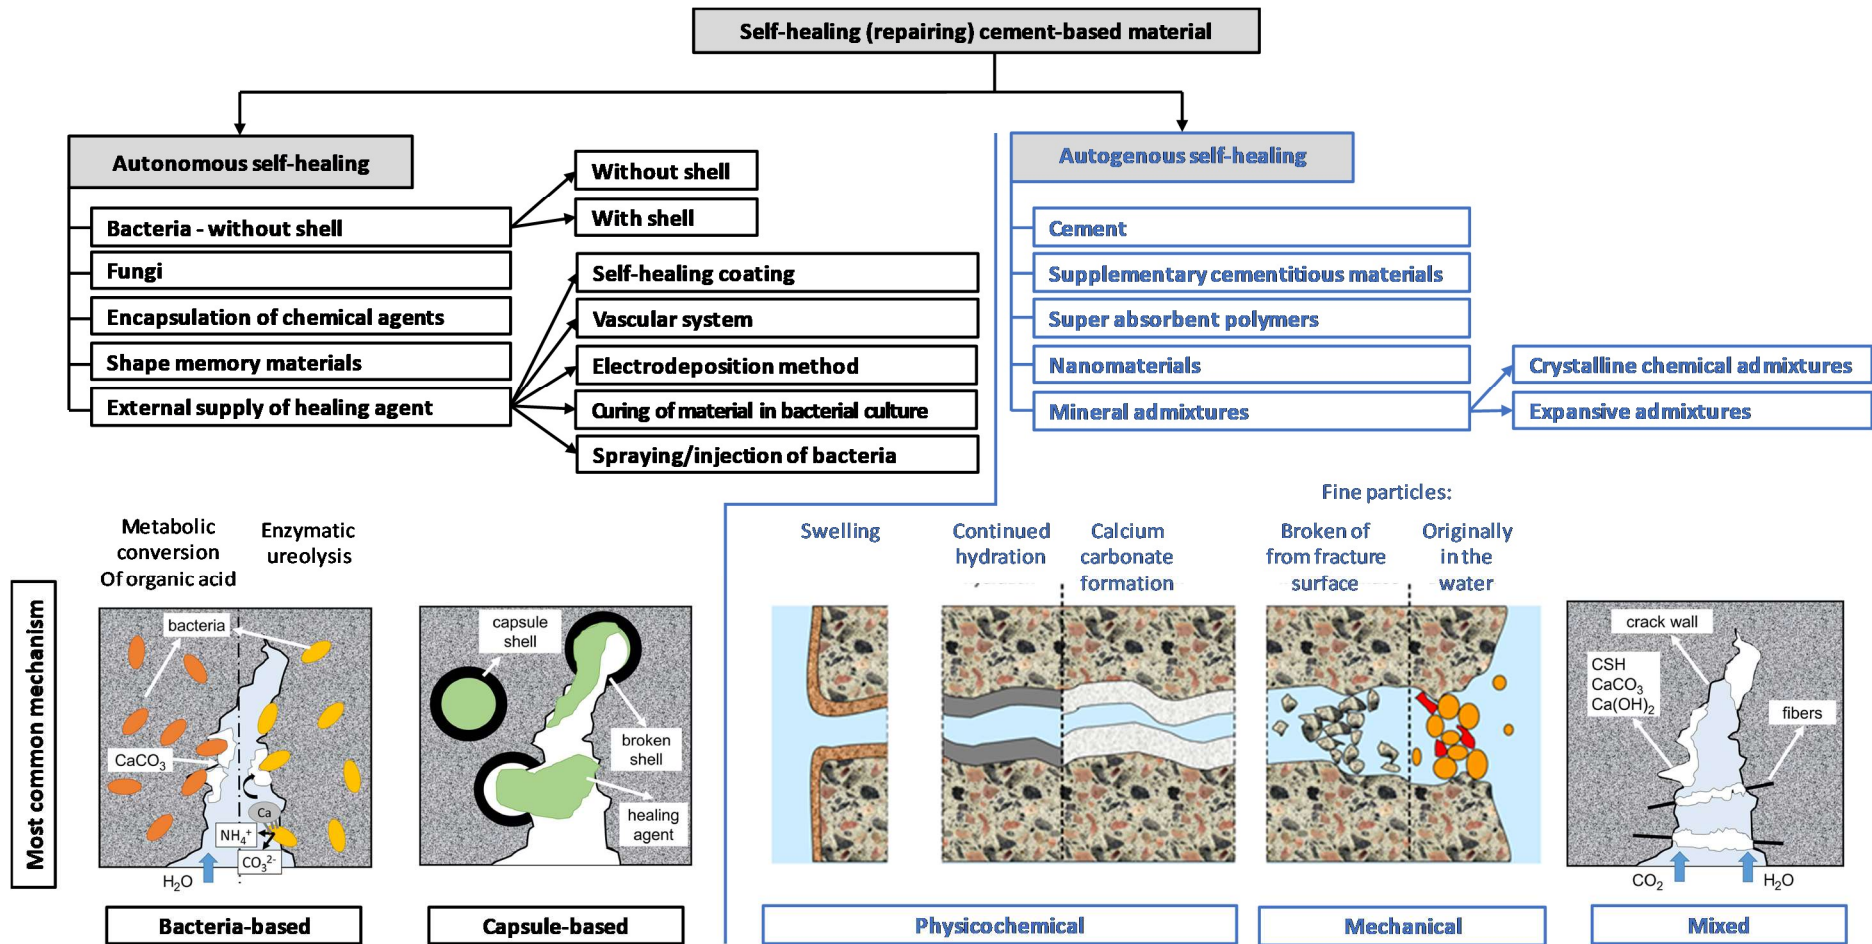 Self-healing (repairing) cement-based material
Autonomous self-healing
Bacteria - without shell
Fungi
Encapsulation of chemical agents
Shape memory materials
External supply of healing agent
Without shell
With shell
Self-healing coating
Vascular system
Electrodeposition method
Curing of material in bacterial culture
Spraying/injection of bacteria
Autogenous self-healing
Cement
Supplementary cementitious materials
Super absorbent polymers
Nanomaterials
Mineral admixtures
Crystalline chemical admixtures
Expansive admixtures
Most common mechanism
Metabolic
conversion
Of organic acid
Enzymatic
ureolysis
bacteria
CaCO₃
Ca
NH₄⁺
CO₃²⁻
H₂O
Bacteria-based
capsule
shell
broken
shell
healing
agent
Capsule-based
Swelling
Continued
hydration
Calcium
carbonate
formation
Physicochemical
Fine particles:
Broken of
from fracture
surface
Originally
in the
water
Mechanical
crack wall
CSH
CaCO₃
Ca(OH)₂
fibers
CO₂
H₂O
Mixed